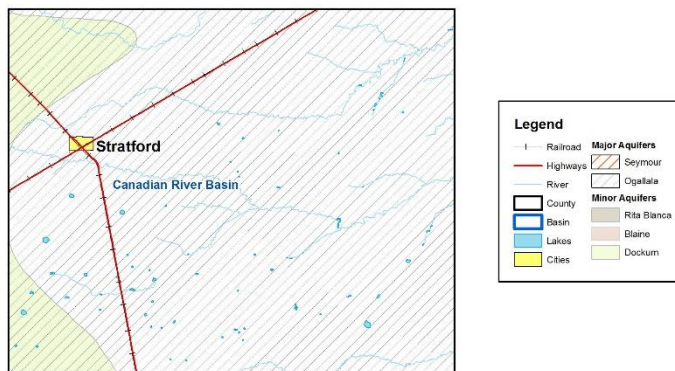 Stratford
Canadian River Basin
Legend
Railroad
Highways
River
County
Basin
Lakes
Cities
Major Aquifers
Seymour
Ogallala
Minor Aquifers
Rita Blanca
Blaine
Dockum